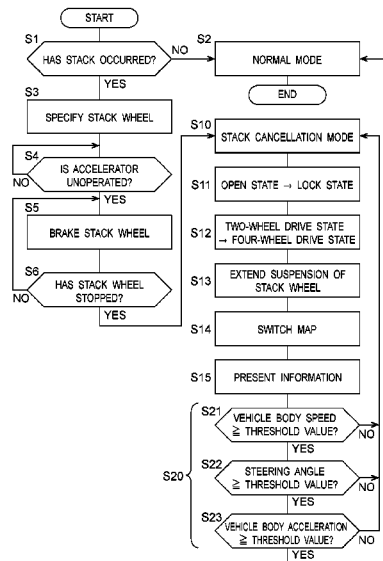 START
S1
HAS STACK OCCURRED?
NO
YES
S2
NORMAL MODE
END
S3
SPECIFY STACK WHEEL
S4
IS ACCELERATOR
UNOPERATED?
NO
YES
S5
BRAKE STACK WHEEL
S6
HAS STACK WHEEL
STOPPED?
NO
YES
S10
STACK CANCELLATION MODE
S11
OPEN STATE → LOCK STATE
S12
TWO-WHEEL DRIVE STATE
→ FOUR-WHEEL DRIVE STATE
S13
EXTEND SUSPENSION OF
STACK WHEEL
S14
SWITCH MAP
S15
PRESENT INFORMATION
S20
S21
VEHICLE BODY SPEED
≧ THRESHOLD VALUE?
NO
YES
S22
STEERING ANGLE
≧ THRESHOLD VALUE?
NO
YES
S23
VEHICLE BODY ACCELERATION
≧ THRESHOLD VALUE?
NO
YES